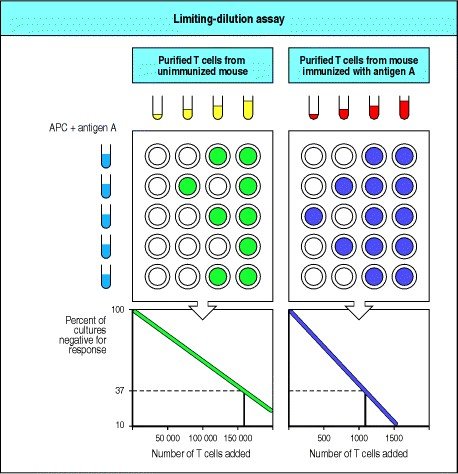 Limiting-dilution assay
Purified T cells from
unimmunized mouse
Purified T cells from mouse
immunized with antigen A
APC + antigen A
Percent of
cultures
negative for
response
100
37
10
50 000 100 000 150 000
Number of T cells added
500 1000 1500
Number of T cells added